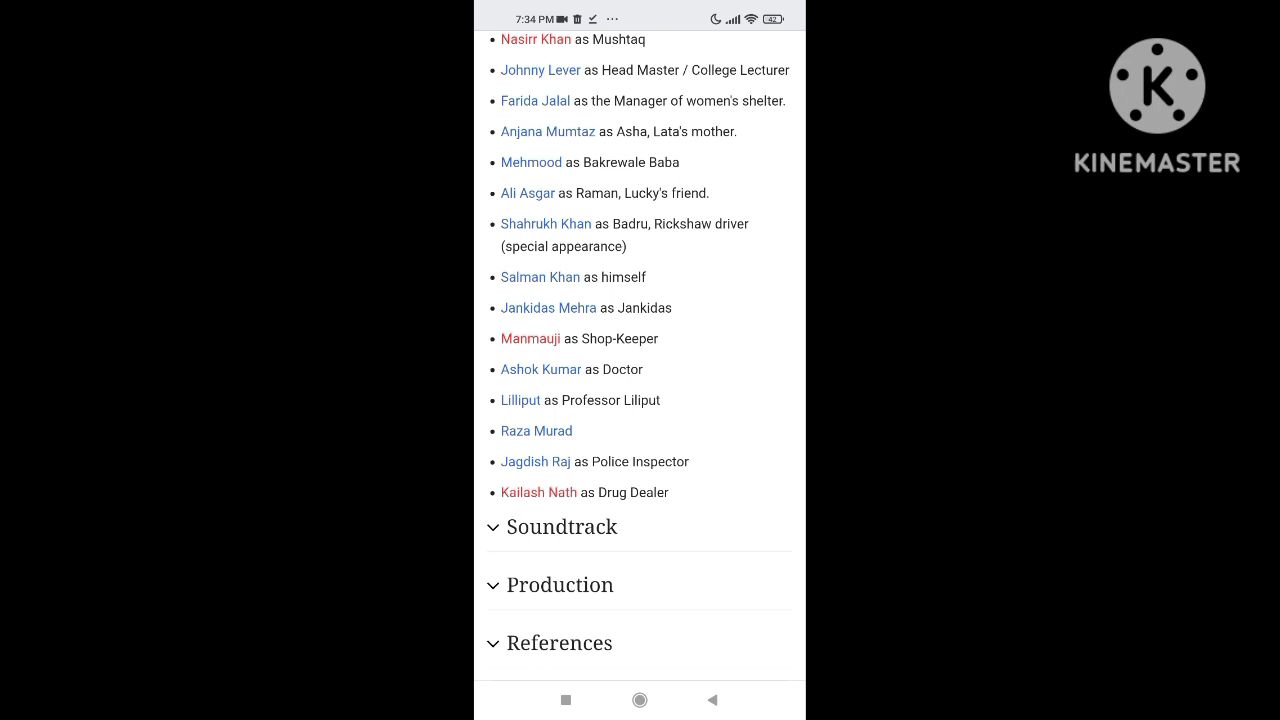 7:34 PM
42
Nasirr Khan as Mushtaq
Johnny Lever as Head Master / College Lecturer
Farida Jalal as the Manager of women's shelter.
Anjana Mumtaz as Asha, Lata's mother.
Mehmood as Bakrewale Baba
Ali Asgar as Raman, Lucky's friend.
Shahrukh Khan as Badru, Rickshaw driver
(special appearance)
Salman Khan as himself
Jankidas Mehra as Jankidas
Manmauji as Shop-Keeper
Ashok Kumar as Doctor
Lilliput as Professor Liliput
Raza Murad
Jagdish Raj as Police Inspector
Kailash Nath as Drug Dealer
Soundtrack
Production
References
K
KINEMASTER